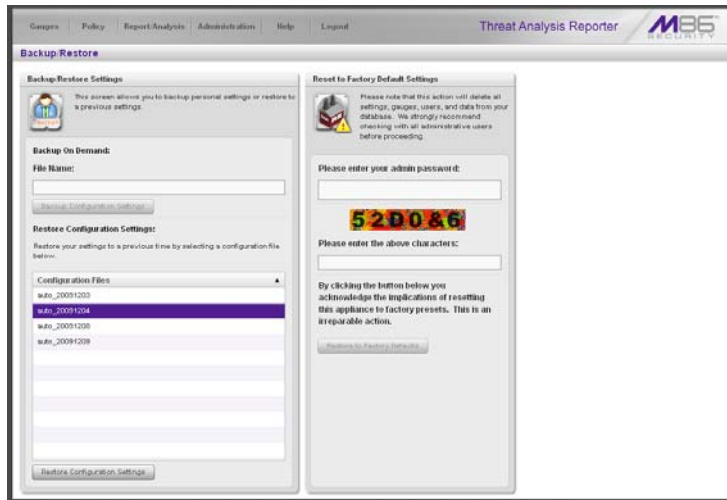 Gauges Policy Report/Analysis Administration Help Logout
Threat Analysis Reporter
M86
SECURITY
Backup/Restore
Backup/Restore Settings
This screen allows you to backup personal settings or restore to
a previous settings.
Backup On Demand:
File Name:
Backup Configuration Settings
Restore Configuration Settings:
Restore your settings to a previous time by selecting a configuration file
below.
Configuration Files
auto_20091203
auto_20091204
auto_20091208
auto_20091209
Restore Configuration Settings
Reset to Factory Default Settings
Please note that this action will delete all
settings, gauges, users, and data from your
database. We strongly recommend
checking with all administrative users
before proceeding.
Please enter your admin password:
52D0&6
Please enter the above characters:
By clicking the button below you
acknowledge the implications of resetting
this appliance to factory presets. This is an
irreparable action.
Restore to Factory Defaults